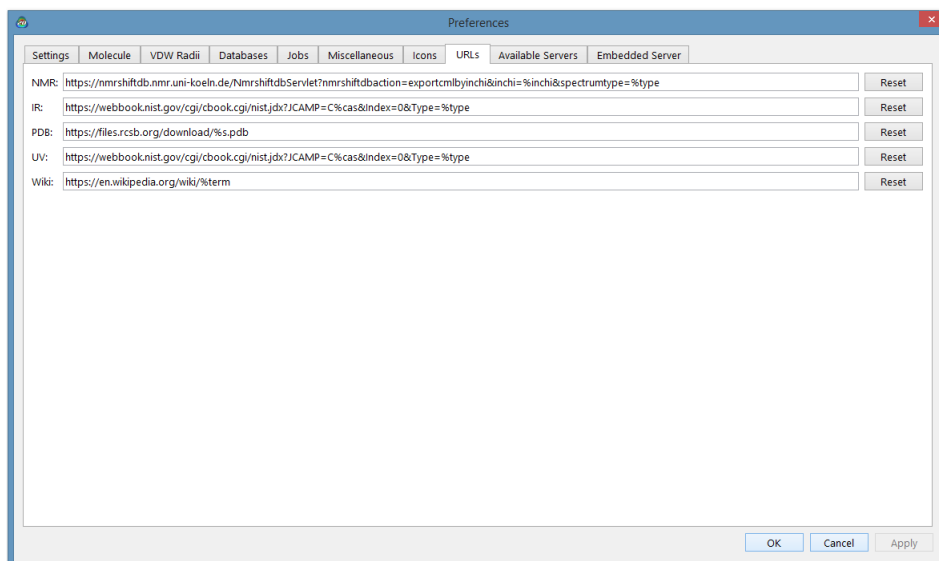 Preferences
Settings Molecule VDW Radii Databases Jobs Miscellaneous Icons URLs Available Servers Embedded Server
NMR: https://nmrshiftdb.nmr.uni-koeln.de/NmrshiftdbServlet?nmrshiftdbaction=exportcmlbyinchi&inchi=%inchi&spectrumtype=%type Reset
IR: https://webbook.nist.gov/cgi/cbook.cgi/nist.jdx?JCAMP=C%cas&Index=0&Type=%type Reset
PDB: https://files.rcsb.org/download/%s.pdb Reset
UV: https://webbook.nist.gov/cgi/cbook.cgi/nist.jdx?JCAMP=C%cas&Index=0&Type=%type Reset
Wiki: https://en.wikipedia.org/wiki/%term Reset
OK Cancel Apply